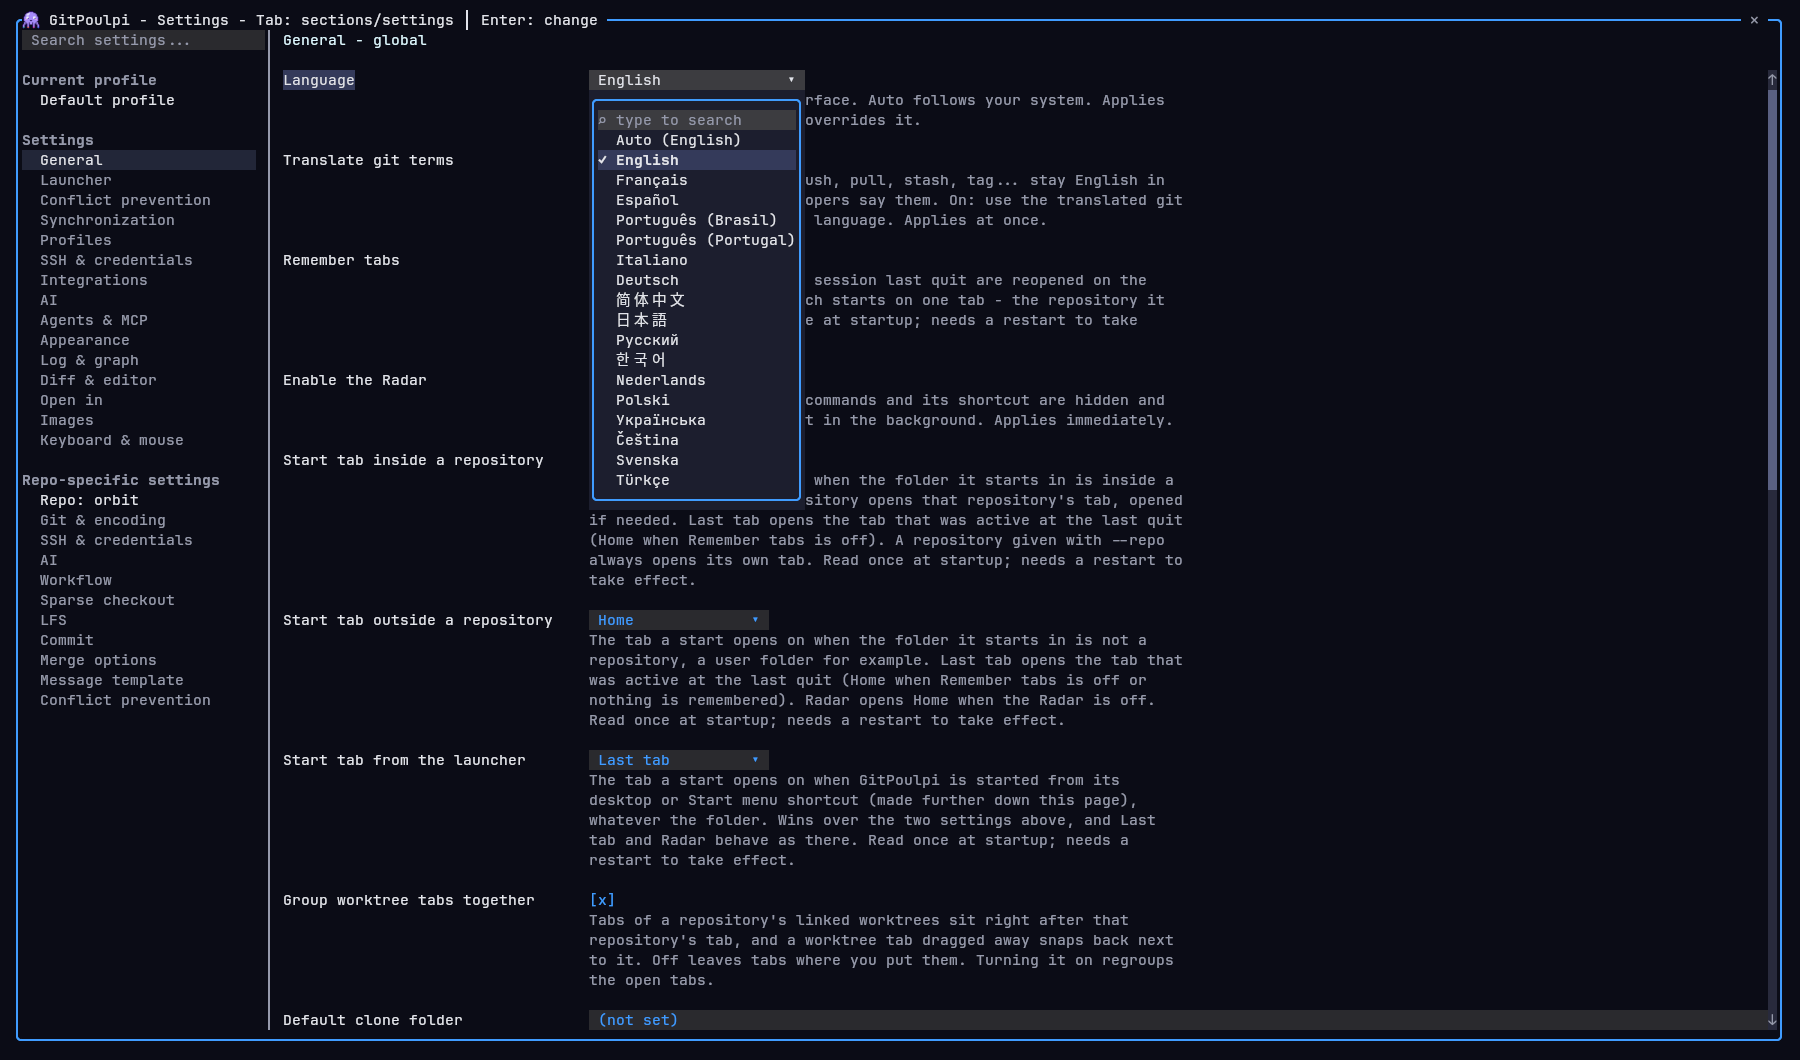 GitPoulpi - Settings - Tab: sections/settings | Enter: change ×
Search settings...
Current profile
Default profile
Settings
General
Launcher
Conflict prevention
Synchronization
Profiles
SSH & credentials
Integrations
AI
Agents & MCP
Appearance
Log & graph
Diff & editor
Open in
Images
Keyboard & mouse
Repo-specific settings
Repo: orbit
Git & encoding
SSH & credentials
AI
Workflow
Sparse checkout
LFS
Commit
Merge options
Message template
Conflict prevention
General - global
Language
English ▾
rface. Auto follows your system. Applies
overrides it.
type to search
Auto (English)
✓ English
Français
Español
Português (Brasil)
Português (Portugal)
Italiano
Deutsch
简体中文
日本語
Русский
한국어
Nederlands
Polski
Українська
Čeština
Svenska
Türkçe
Translate git terms
ush, pull, stash, tag... stay English in
opers say them. On: use the translated git
language. Applies at once.
Remember tabs
session last quit are reopened on the
ch starts on one tab - the repository it
e at startup; needs a restart to take
Enable the Radar
commands and its shortcut are hidden and
t in the background. Applies immediately.
Start tab inside a repository
when the folder it starts in is inside a
sitory opens that repository's tab, opened
if needed. Last tab opens the tab that was active at the last quit
(Home when Remember tabs is off). A repository given with --repo
always opens its own tab. Read once at startup; needs a restart to
take effect.
Start tab outside a repository
Home ▾
The tab a start opens on when the folder it starts in is not a
repository, a user folder for example. Last tab opens the tab that
was active at the last quit (Home when Remember tabs is off or
nothing is remembered). Radar opens Home when the Radar is off.
Read once at startup; needs a restart to take effect.
Start tab from the launcher
Last tab ▾
The tab a start opens on when GitPoulpi is started from its
desktop or Start menu shortcut (made further down this page),
whatever the folder. Wins over the two settings above, and Last
tab and Radar behave as there. Read once at startup; needs a
restart to take effect.
Group worktree tabs together
[x]
Tabs of a repository's linked worktrees sit right after that
repository's tab, and a worktree tab dragged away snaps back next
to it. Off leaves tabs where you put them. Turning it on regroups
the open tabs.
Default clone folder
(not set)